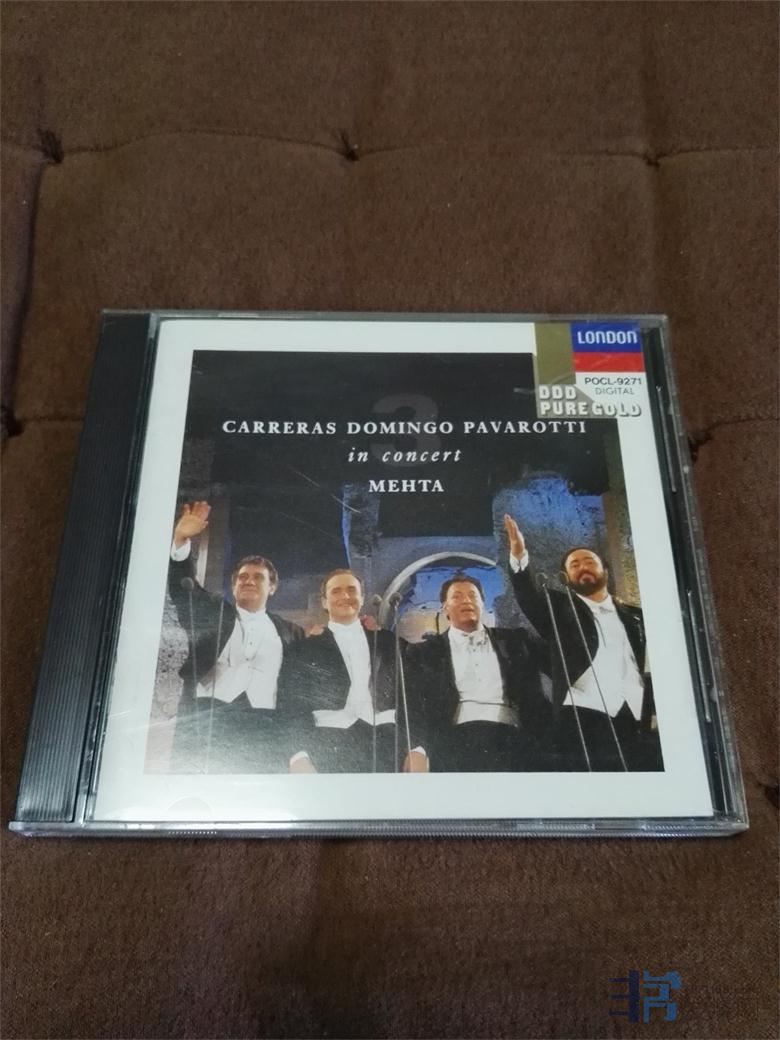 LONDON
POCL-9271
DIGITAL
DDD
PURE GOLD
3
CARRERAS DOMINGO PAVAROTTI
in concert
MEHTA